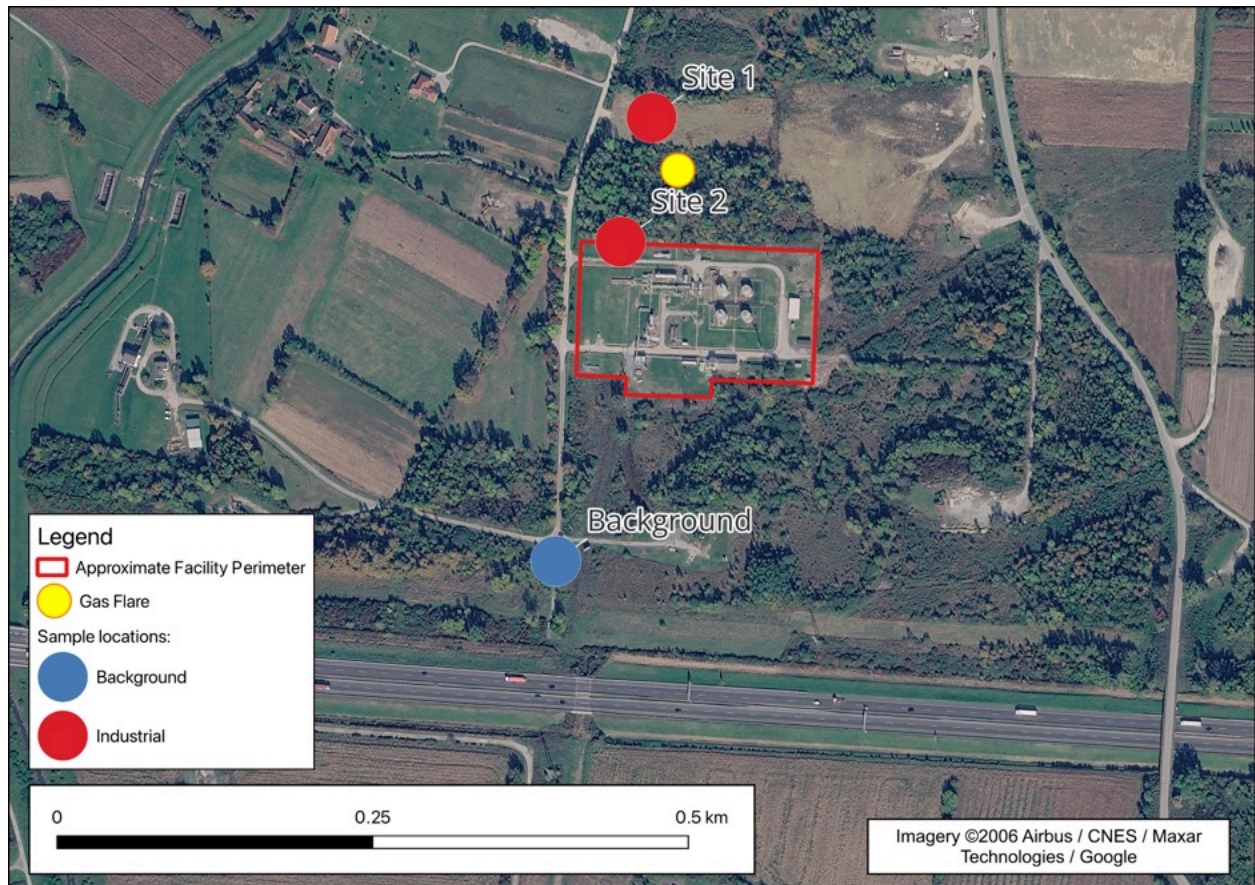 Site 1
Site 2
Background
Legend
Approximate Facility Perimeter
Gas Flare
Sample locations:
Background
Industrial
0 0.25 0.5 km
Imagery ©2006 Airbus / CNES / Maxar
Technologies / Google